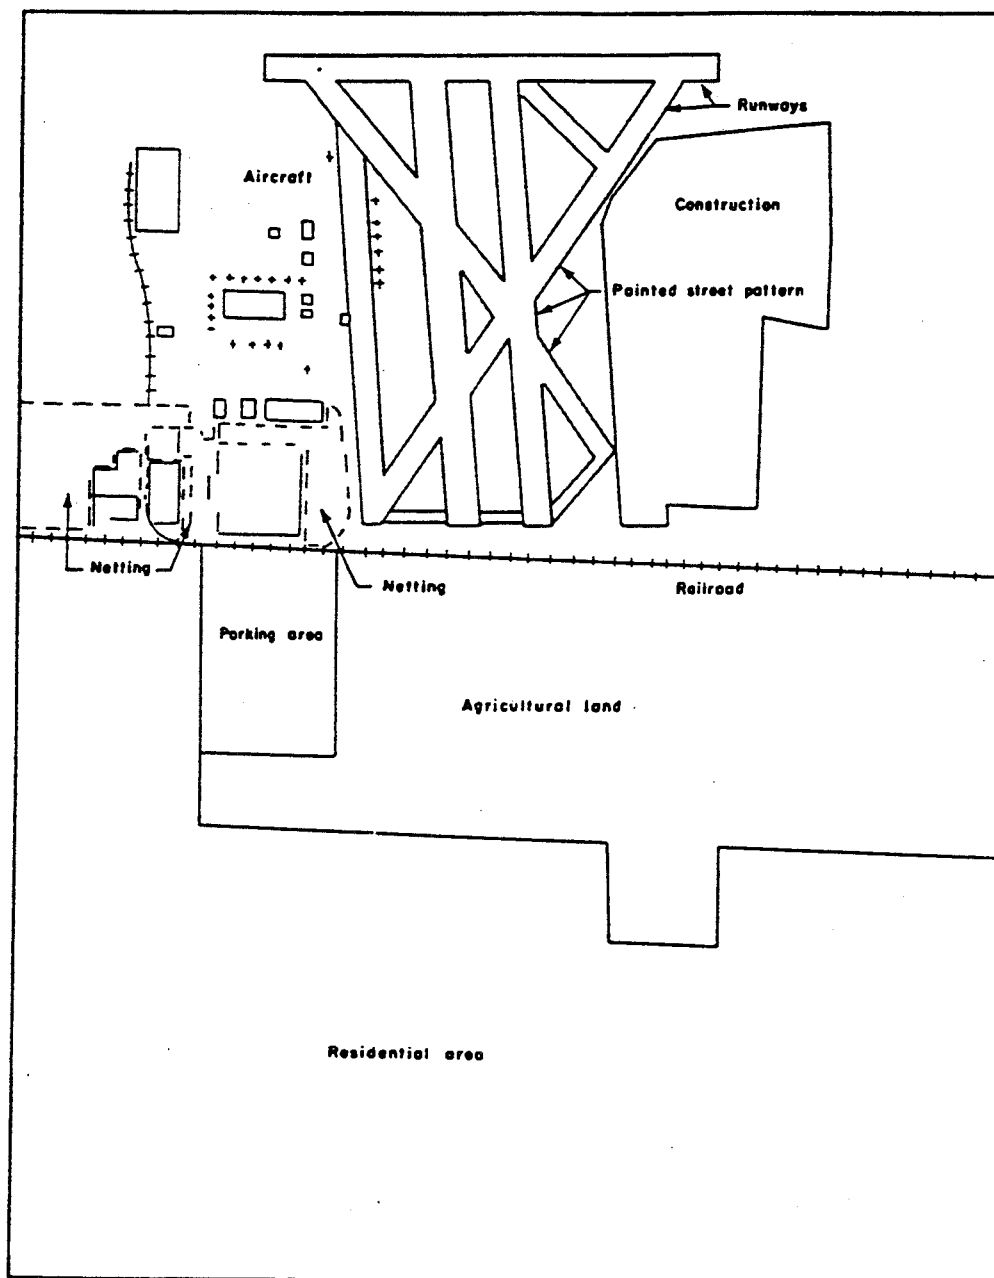 Runways
Aircraft
Construction
Painted street pattern
Netting
Netting
Railroad
Parking area
Agricultural land
Residential area